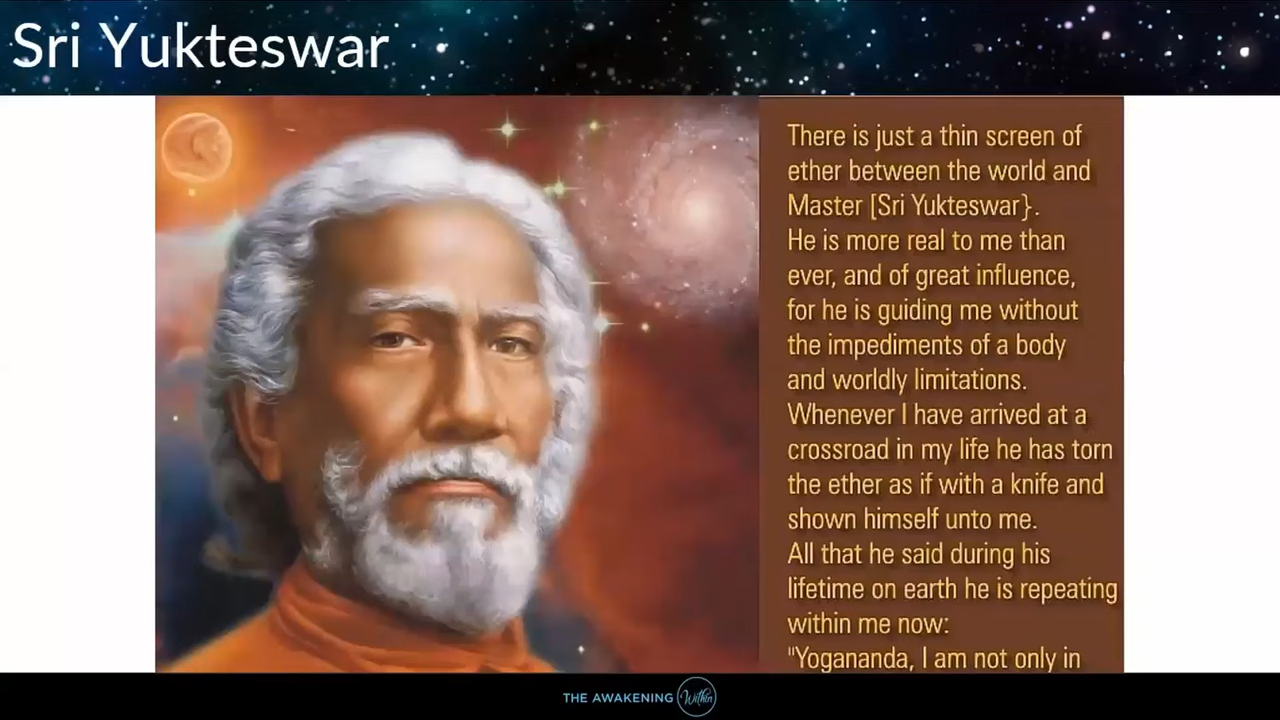 Sri Yukteswar
There is just a thin screen of
ether between the world and
Master [Sri Yukteswar}.
He is more real to me than
ever, and of great influence,
for he is guiding me without
the impediments of a body
and worldly limitations.
Whenever I have arrived at a
crossroad in my life he has torn
the ether as if with a knife and
shown himself unto me.
All that he said during his
lifetime on earth he is repeating
within me now:
"Yogananda, I am not only in
THE AWAKENING Within